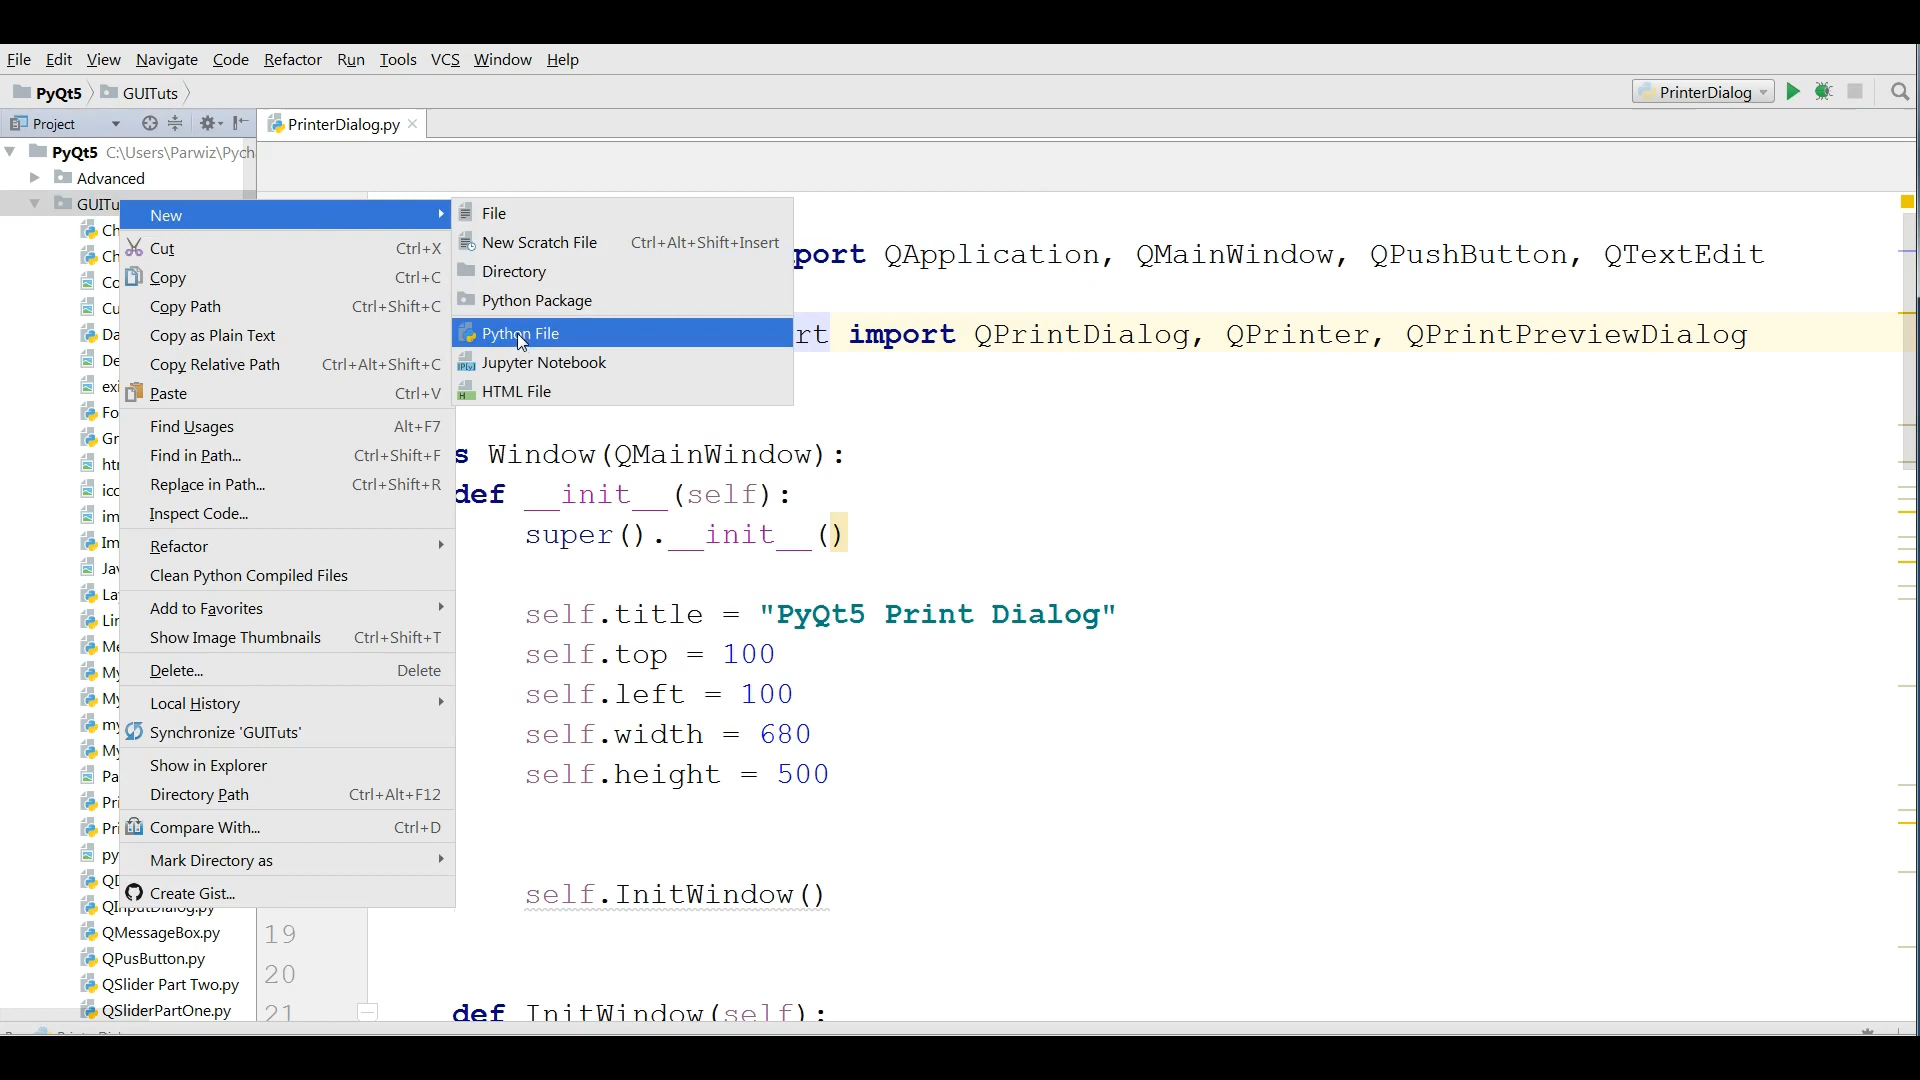 File Edit View Navigate Code Refactor Run Tools VCS Window Help
PyQt5 GUITuts PrinterDialog
Project PrinterDialog.py
PyQt5 C:\Users\Parwiz\Pych
Advanced
GUITu
New
Cut Ctrl+X
Copy Ctrl+C
Copy Path Ctrl+Shift+C
Copy as Plain Text
Copy Relative Path Ctrl+Alt+Shift+C
Paste Ctrl+V
Find Usages Alt+F7
Find in Path... Ctrl+Shift+F
Replace in Path... Ctrl+Shift+R
Inspect Code...
Refactor
Clean Python Compiled Files
Add to Favorites
Show Image Thumbnails Ctrl+Shift+T
Delete... Delete
Local History
Synchronize 'GUITuts'
Show in Explorer
Directory Path Ctrl+Alt+F12
Compare With... Ctrl+D
Mark Directory as
Create Gist...
File
New Scratch File Ctrl+Alt+Shift+Insert
Directory
Python Package
Python File
Jupyter Notebook
HTML File
port QApplication, QMainWindow, QPushButton, QTextEdit
rt import QPrintDialog, QPrinter, QPrintPreviewDialog
s Window(QMainWindow):
def __init__(self):
super().__init__()
self.title = "PyQt5 Print Dialog"
self.top = 100
self.left = 100
self.width = 680
self.height = 500
self.InitWindow()
19
20
21 def InitWindow(self):
QInputDialog.py
QMessageBox.py
QPusButton.py
QSlider Part Two.py
QSliderPartOne.py